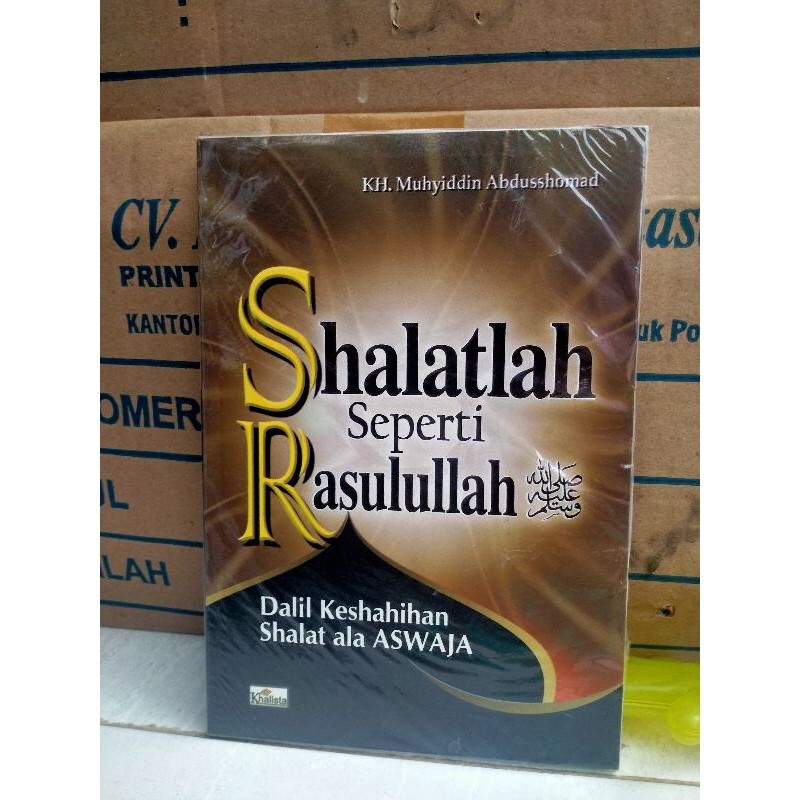 KH. Muhyiddin Abdusshomad
Shalatlah
Seperti
Rasulullah ﷺ
Dalil Keshahihan
Shalat ala ASWAJA
Khalista
CV.
PRINT
KANTO
OMER
ILAH
uk Po